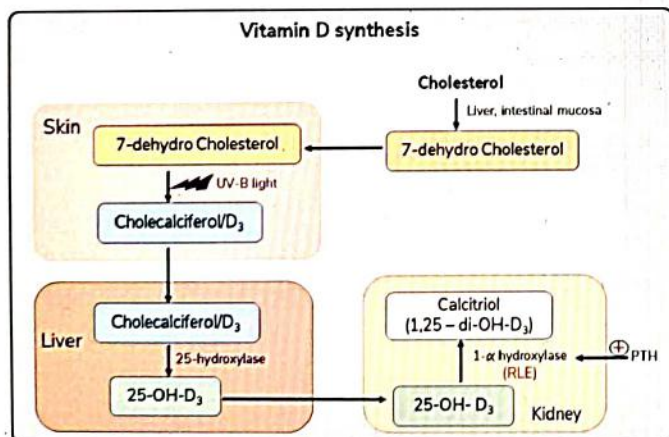 Vitamin D synthesis
Cholesterol
Liver, intestinal mucosa
7-dehydro Cholesterol
Skin
7-dehydro Cholesterol
UV-B light
Cholecalciferol/D₃
Liver
Cholecalciferol/D₃
25-hydroxylase
25-OH-D₃
Calcitriol
(1,25 – di-OH-D₃)
1-α hydroxylase
(RLE)
+
PTH
25-OH- D₃
Kidney